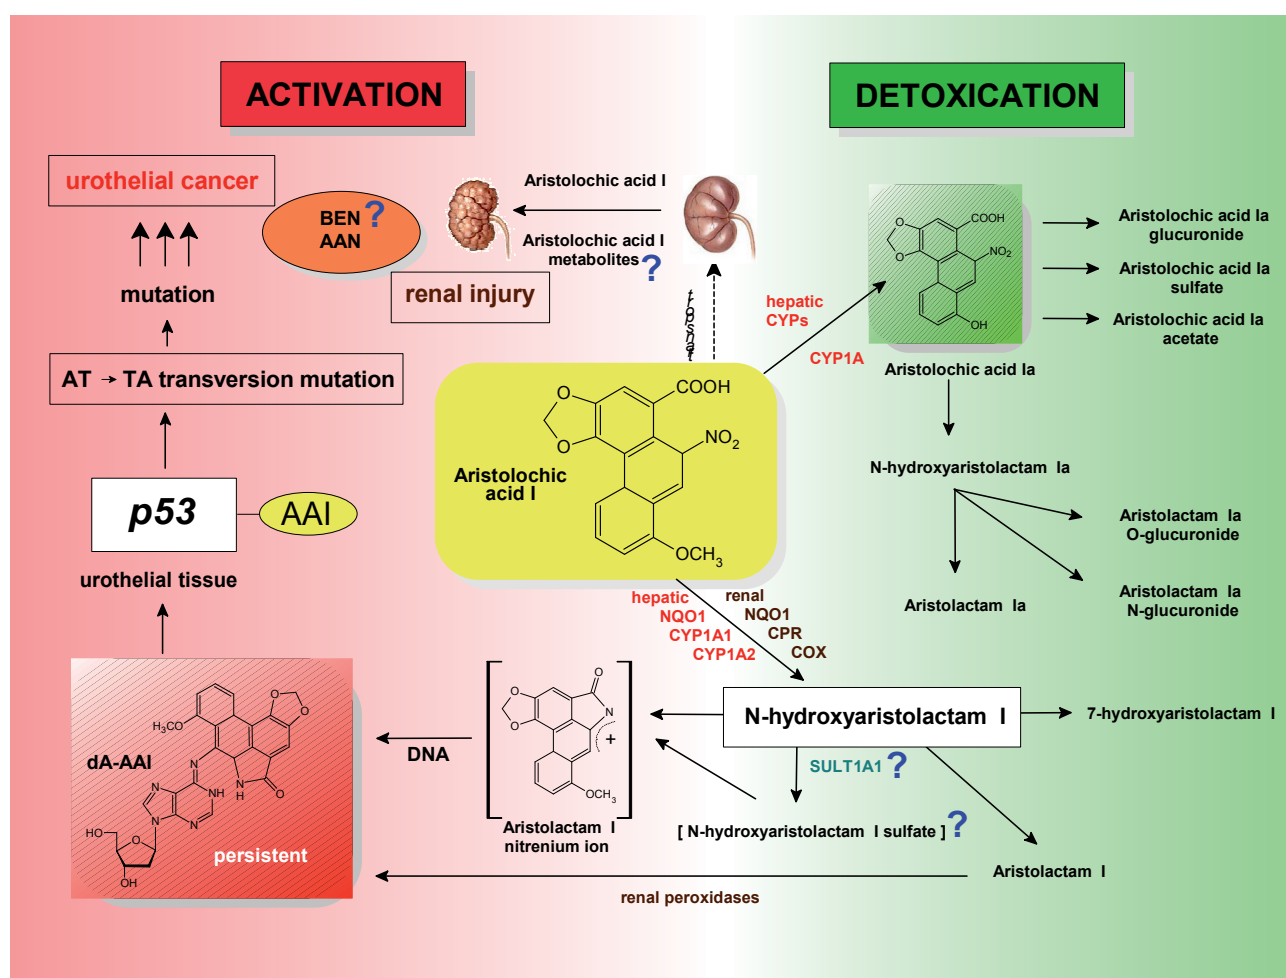 ACTIVATION
DETOXICATION
urothelial cancer
BEN ?
AAN
Aristolochic acid I
Aristolochic acid I
metabolites ?
renal injury
mutation
AT → TA transversion mutation
p53
AAI
urothelial tissue
transport
hepatic
CYPs
CYP1A
COOH
NO2
O
O
OH
Aristolochic acid Ia
Aristolochic acid Ia
glucuronide
Aristolochic acid Ia
sulfate
Aristolochic acid Ia
acetate
N-hydroxyaristolactam Ia
Aristolactam Ia
O-glucuronide
Aristolactam Ia
N-glucuronide
Aristolactam Ia
COOH
O
O
NO2
OCH3
Aristolochic
acid I
hepatic
NQO1
CYP1A1
CYP1A2
renal
NQO1
CPR
COX
N-hydroxyaristolactam I
7-hydroxyaristolactam I
SULT1A1 ?
[ N-hydroxyaristolactam I sulfate ] ?
Aristolactam I
O
O
O
N
+
OCH3
Aristolactam I
nitrenium ion
DNA
O
O
H3CO
dA-AAI
N
N
H
O
N
NH
N
N
HO
O
OH
persistent
renal peroxidases